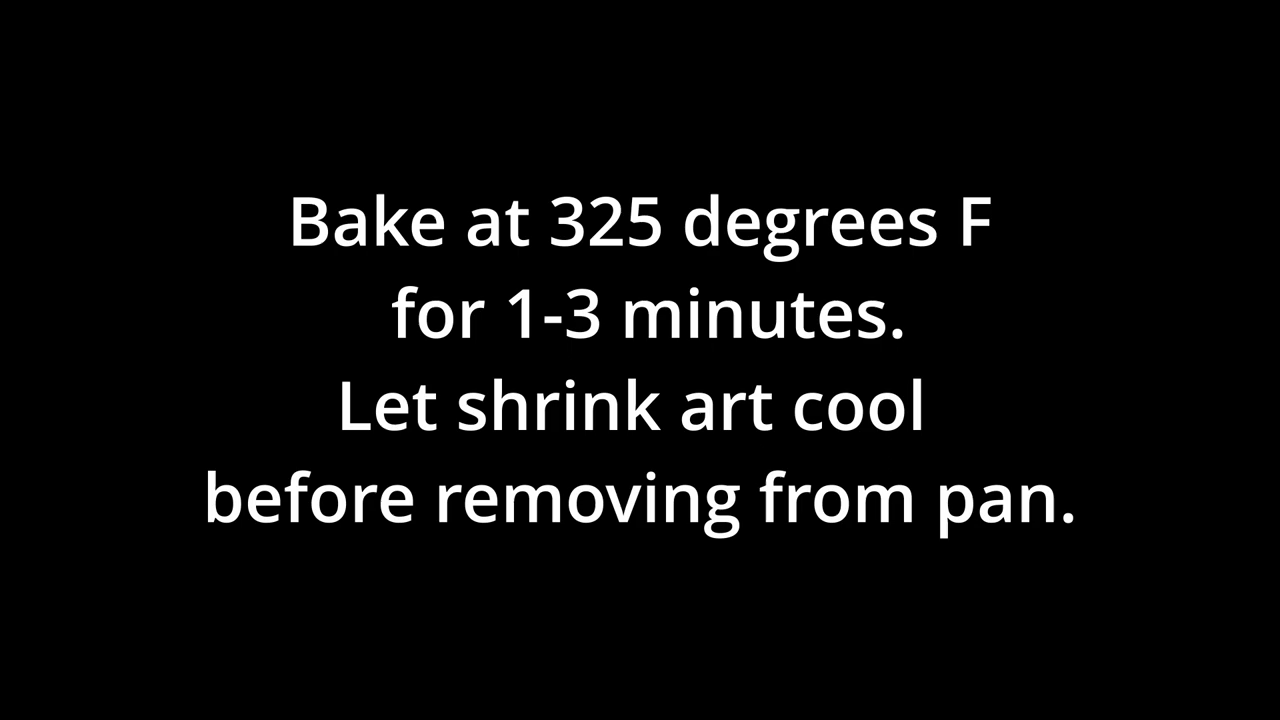 Bake at 325 degrees F
for 1-3 minutes.
Let shrink art cool
before removing from pan.